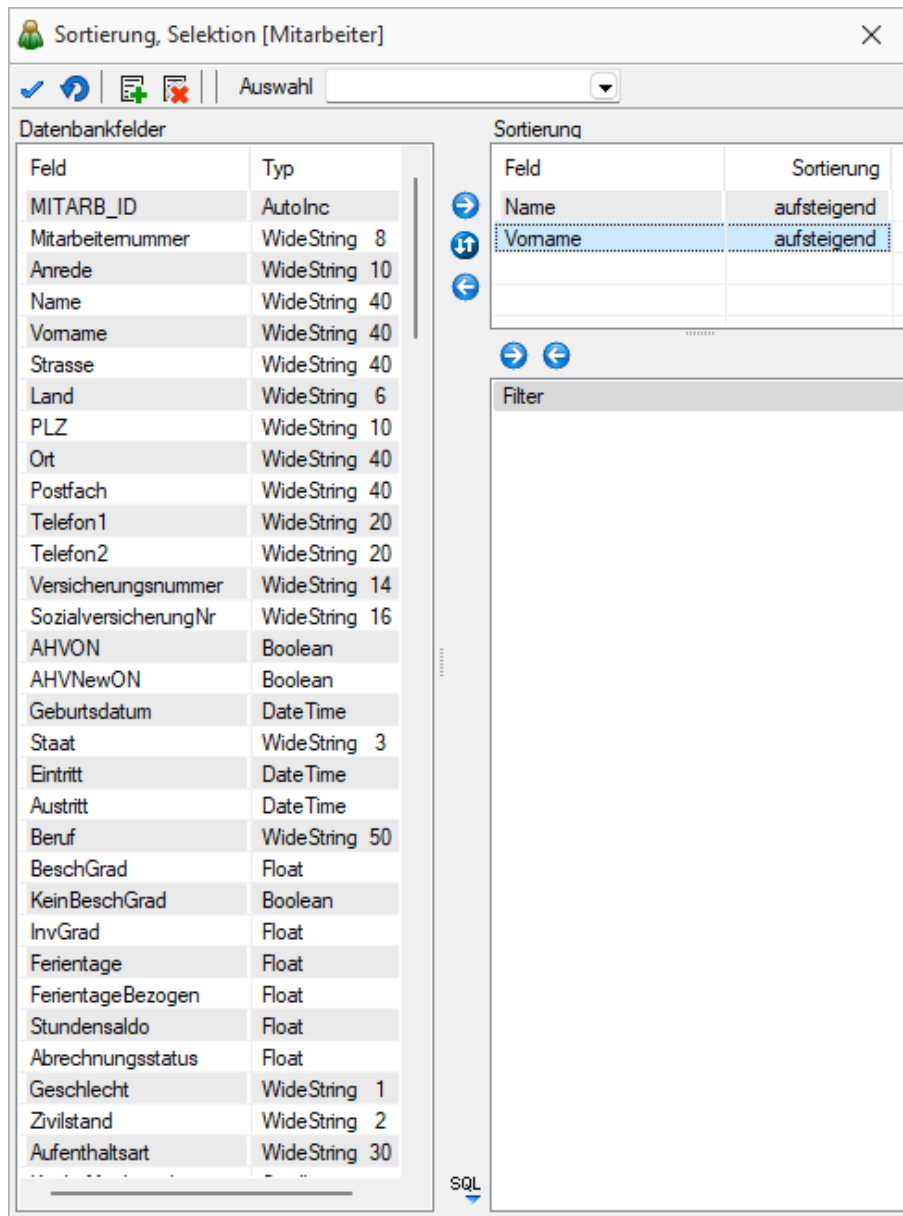 Sortierung, Selektion [Mitarbeiter]
Auswahl
Datenbankfelder
Feld Typ
MITARB_ID AutoInc
Mitarbeiternummer WideString 8
Anrede WideString 10
Name WideString 40
Vorname WideString 40
Strasse WideString 40
Land WideString 6
PLZ WideString 10
Ort WideString 40
Postfach WideString 40
Telefon1 WideString 20
Telefon2 WideString 20
Versicherungsnummer WideString 14
SozialversicherungNr WideString 16
AHVON Boolean
AHVNewON Boolean
Geburtsdatum DateTime
Staat WideString 3
Eintritt DateTime
Austritt DateTime
Beruf WideString 50
BeschGrad Float
KeinBeschGrad Boolean
InvGrad Float
Ferientage Float
FerientageBezogen Float
Stundensaldo Float
Abrechnungsstatus Float
Geschlecht WideString 1
Zivilstand WideString 2
Aufenthaltsart WideString 30
Sortierung
Feld Sortierung
Name aufsteigend
Vorname aufsteigend
Filter
SQL